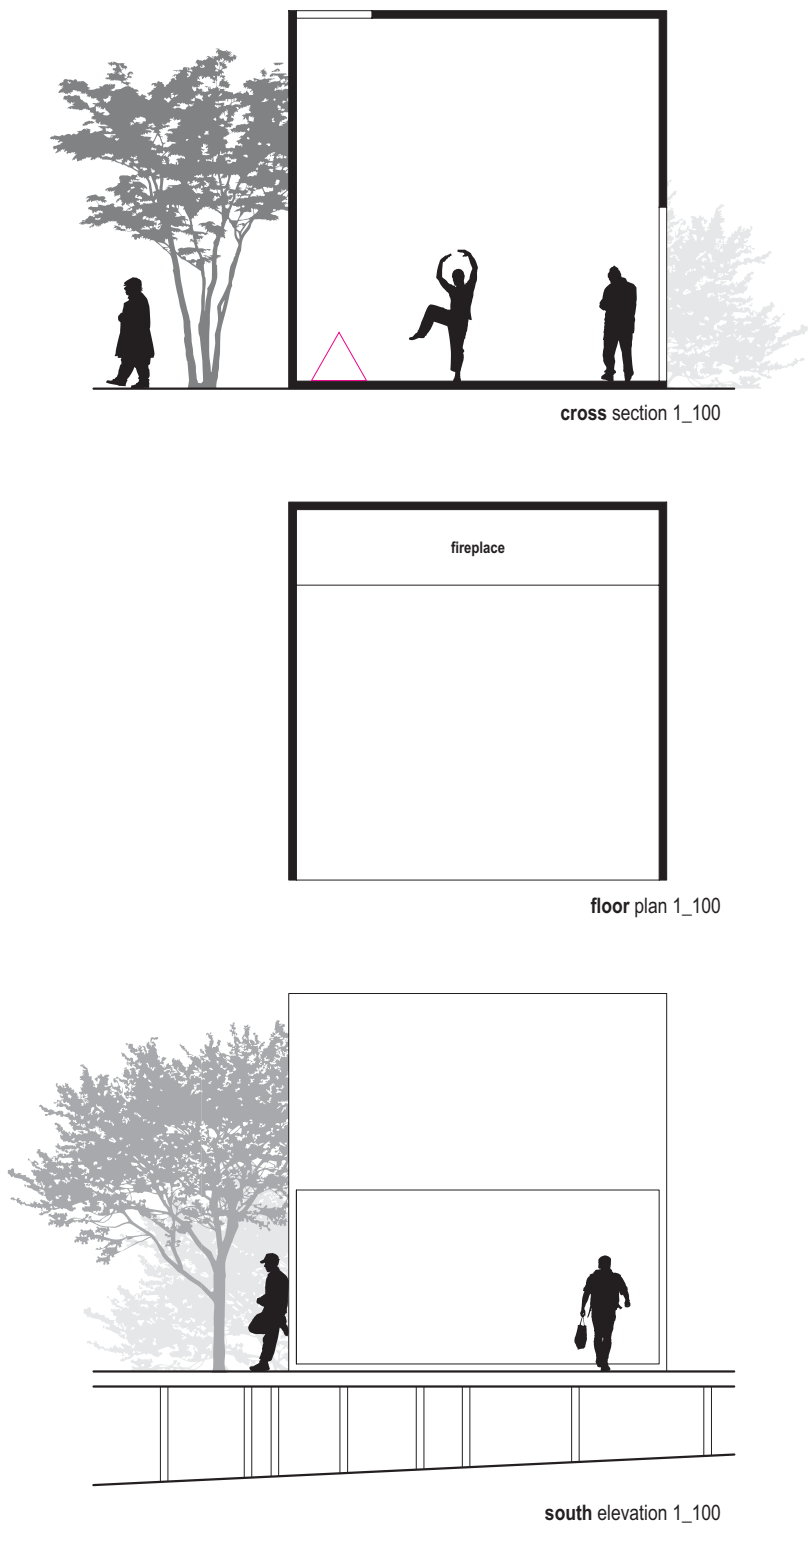 cross section 1_100
fireplace
floor plan 1_100
south elevation 1_100